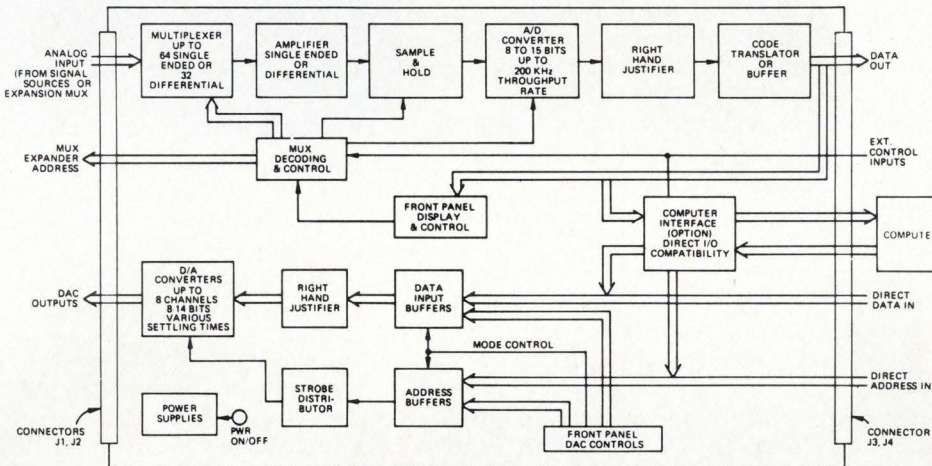 ANALOG
INPUT
(FROM SIGNAL
SOURCES OR
EXPANSION MUX
MULTIPLEXER
UP TO
64 SINGLE
ENDED OR
32
DIFFERENTIAL
AMPLIFIER
SINGLE ENDED
OR
DIFFERENTIAL
SAMPLE
&
HOLD
A/D
CONVERTER
8 TO 15 BITS
UP TO
200 KHz
THROUGHPUT
RATE
RIGHT
HAND
JUSTIFIER
CODE
TRANSLATOR
OR
BUFFER
DATA
OUT
MUX
EXPANDER
ADDRESS
MUX
DECODING
& CONTROL
EXT.
CONTROL
INPUTS
FRONT PANEL
DISPLAY
& CONTROL
COMPUTER
INTERFACE
(OPTION)
DIRECT I/O
COMPATIBILITY
COMPUTE
DAC
OUTPUTS
D/A
CONVERTERS
UP TO
8 CHANNELS
8 14 BITS
VARIOUS
SETTLING TIMES
RIGHT
HAND
JUSTIFIER
DATA
INPUT
BUFFERS
DIRECT
DATA IN
MODE CONTROL
STROBE
DISTRI-
BUTOR
ADDRESS
BUFFERS
DIRECT
ADDRESS IN
CONNECTORS
J1, J2
POWER
SUPPLIES
PWR
ON/OFF
FRONT PANEL
DAC CONTROLS
CONNECTOR
J3, J4